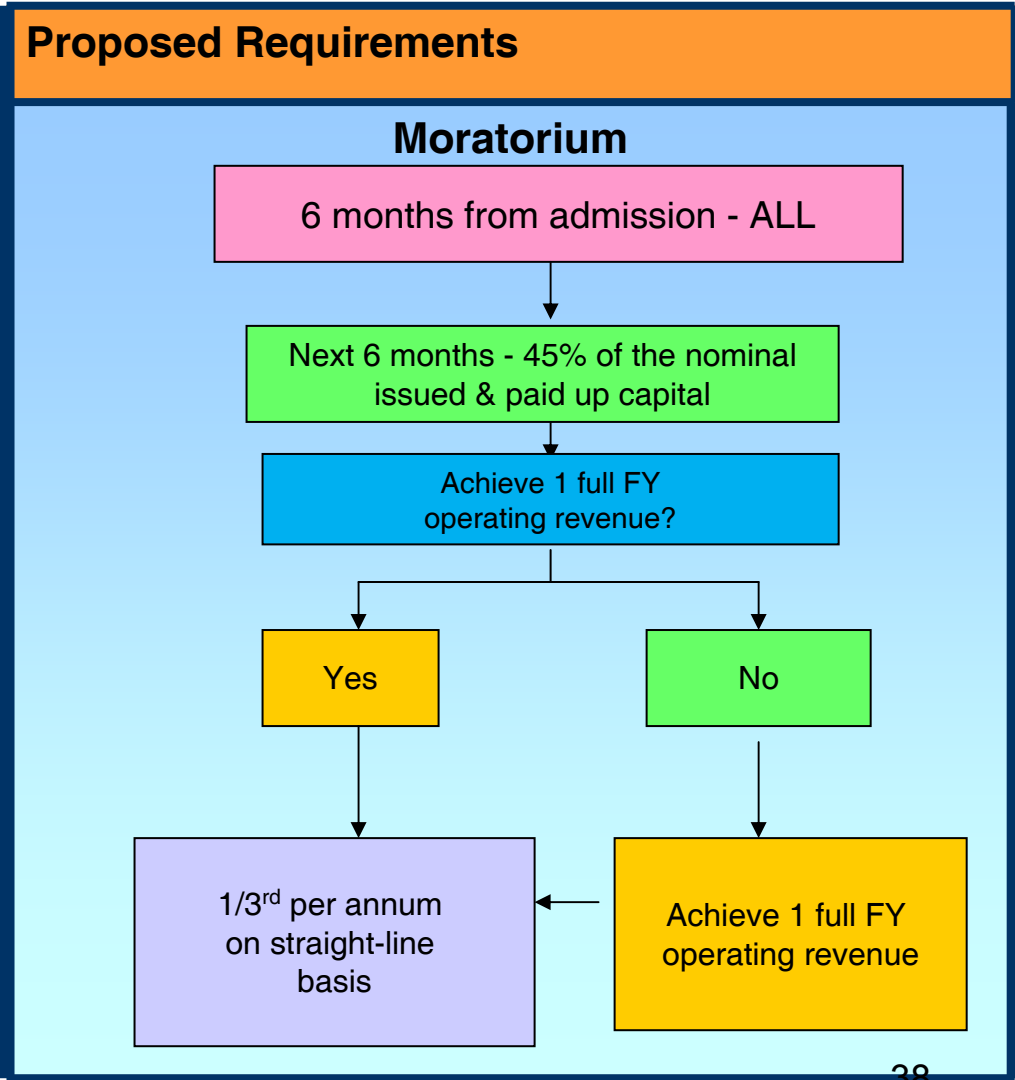 Proposed Requirements
Moratorium
6 months from admission - ALL
Next 6 months - 45% of the nominal
issued & paid up capital
Achieve 1 full FY
operating revenue?
Yes
No
1/3rd per annum
on straight-line
basis
Achieve 1 full FY
operating revenue
38